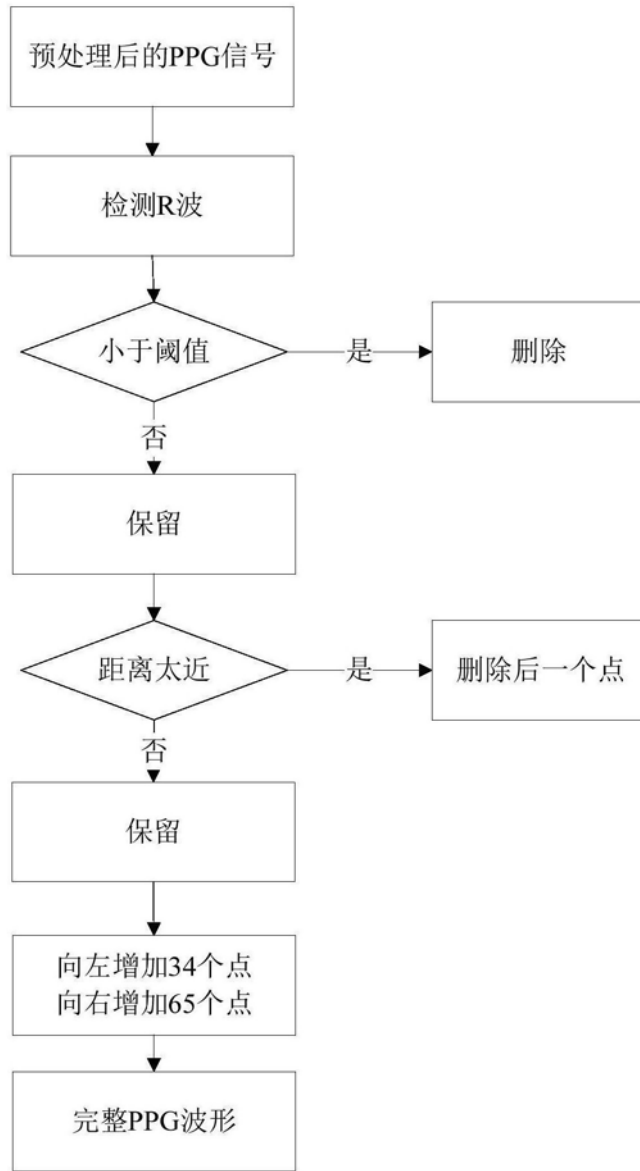 预处理后的PPG信号
检测R波
小于阈值
是
删除
否
保留
距离太近
是
删除后一个点
否
保留
向左增加34个点
向右增加65个点
完整PPG波形